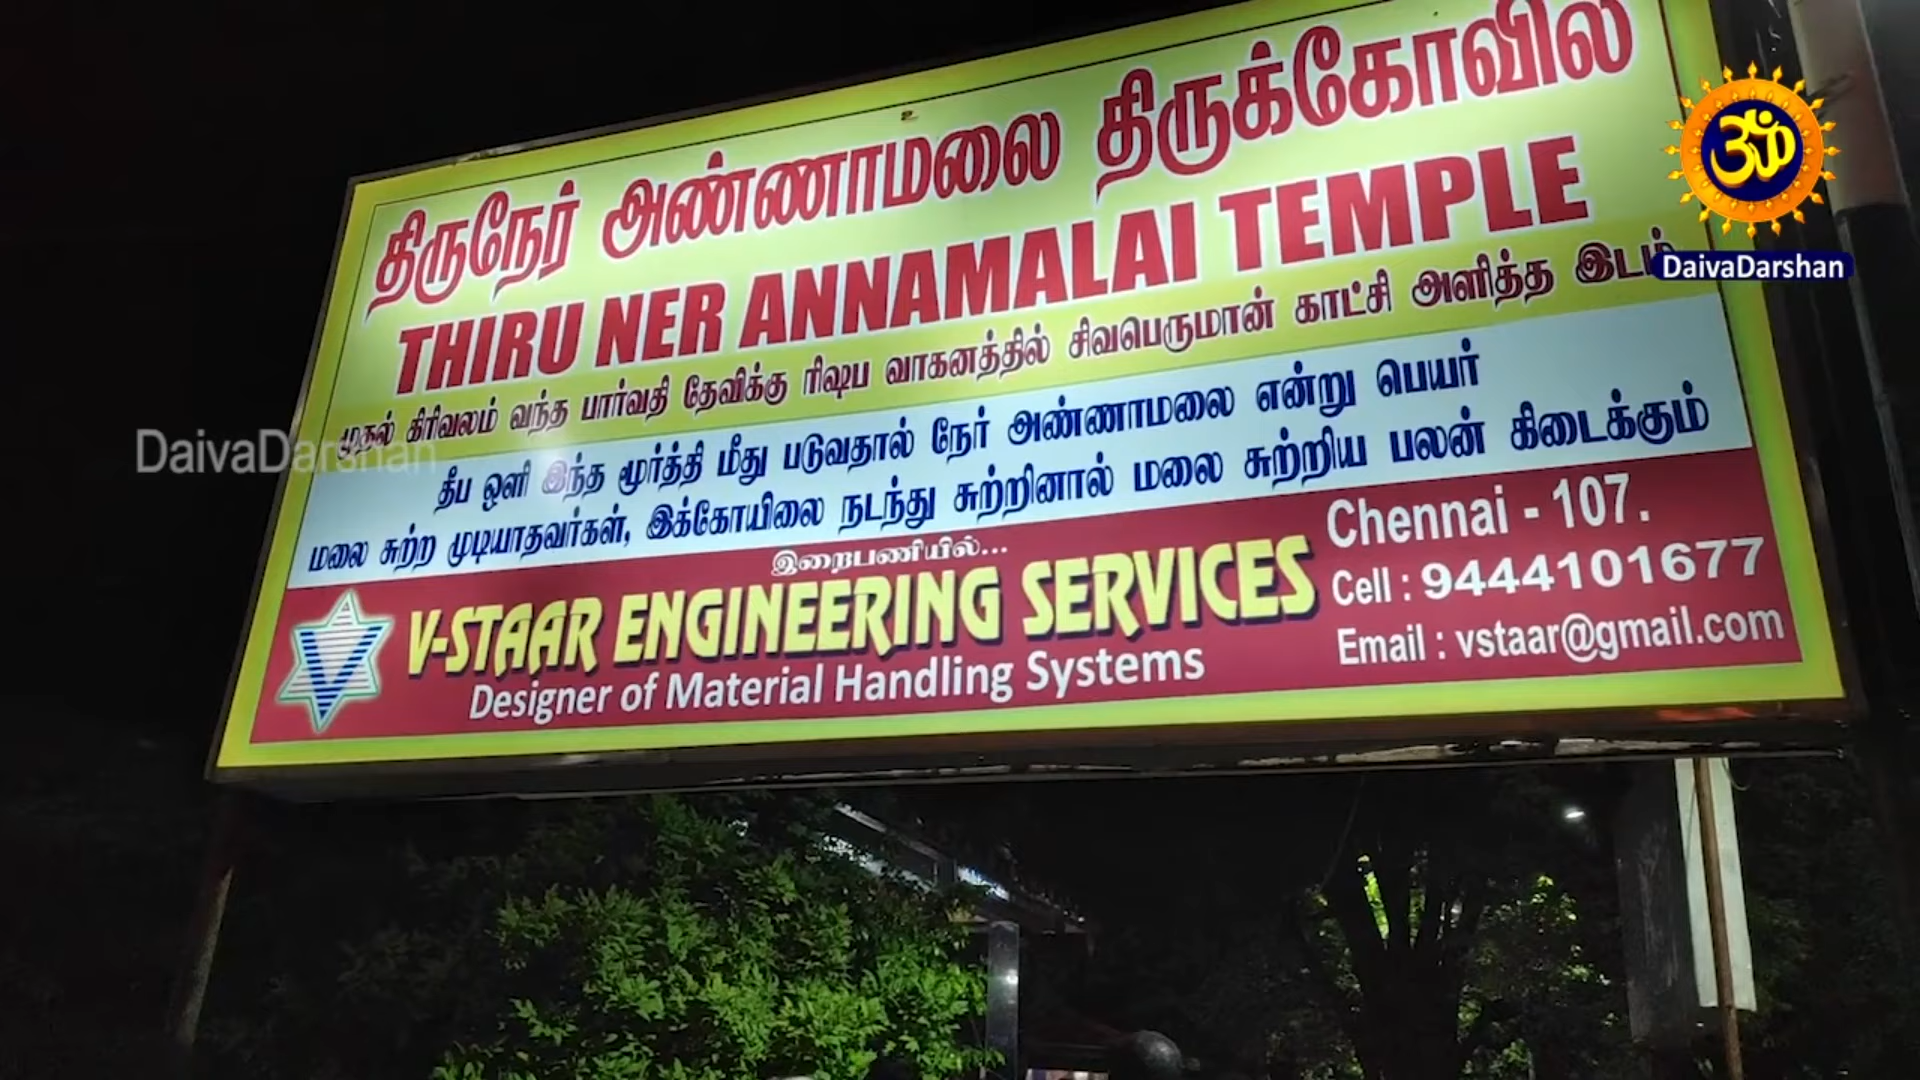 உ
திருநேர் அண்ணாமலை திருக்கோவில்
THIRU NER ANNAMALAI TEMPLE
முதல் கிரிவலம் வந்த பார்வதி தேவிக்கு ரிஷப வாகனத்தில் சிவபெருமான் காட்சி அளித்த இடம்
தீப ஒளி இந்த மூர்த்தி மீது படுவதால் நேர் அண்ணாமலை என்று பெயர்
மலை சுற்ற முடியாதவர்கள், இக்கோயிலை நடந்து சுற்றினால் மலை சுற்றிய பலன் கிடைக்கும்
இறைபணியில்...
V-STAAR ENGINEERING SERVICES
Designer of Material Handling Systems
Chennai - 107.
Cell : 9444101677
Email : vstaar@gmail.com
DaivaDarshan
ௐ
DaivaDarshan